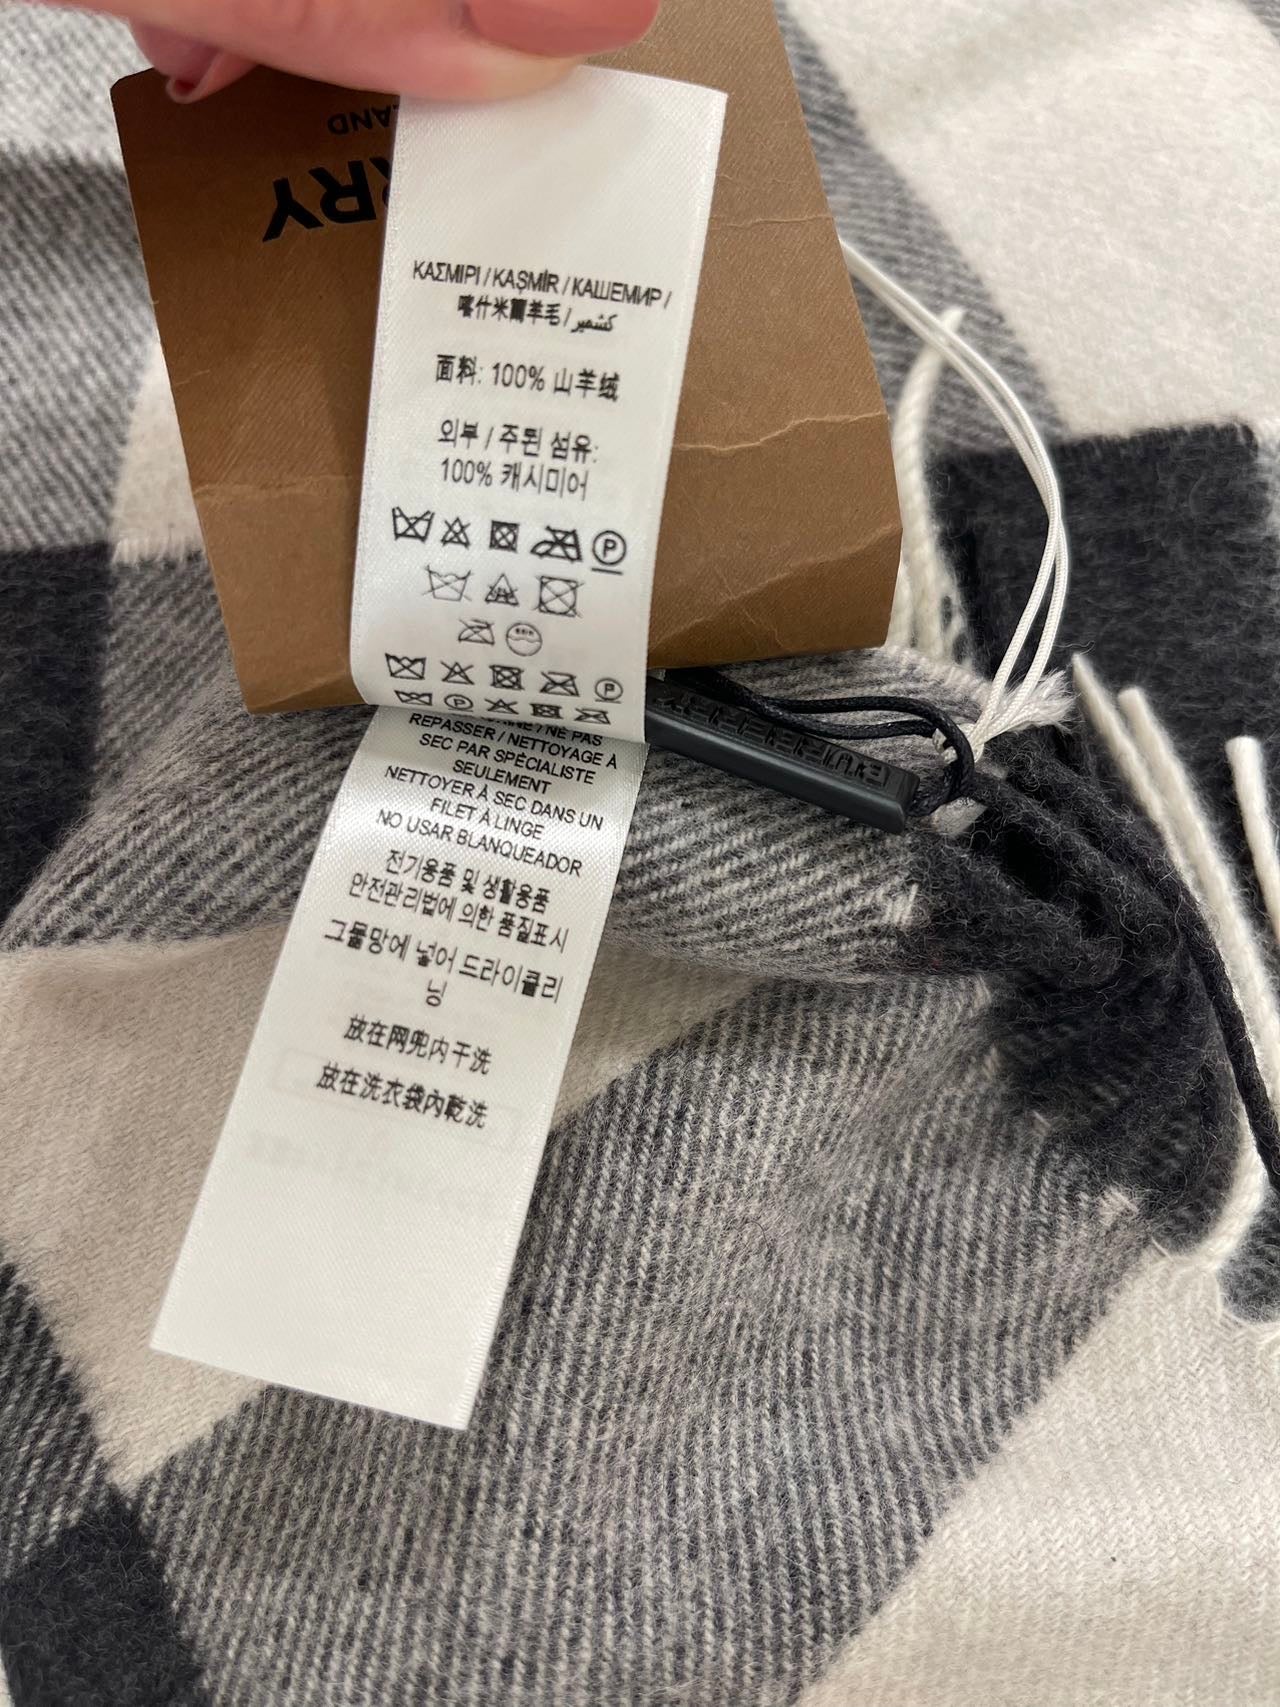 LAND
RRY
ΚΑΣΜΙΡΙ / KAŞMİR / КАШЕМИР /
喀什米爾羊毛 / كشمير
面料: 100% 山羊绒
외부 / 주된 섬유:
100% 캐시미어
P
P
P
BURBERRY
/ NE PAS
REPASSER / NETTOYAGE À
SEC PAR SPÉCIALISTE
SEULEMENT
NETTOYER À SEC DANS UN
FILET À LINGE
NO USAR BLANQUEADOR
전기용품 및 생활용품
안전관리법에 의한 품질표시
그물망에 넣어 드라이클리
닝
放在网兜内干洗
放在洗衣袋內乾洗